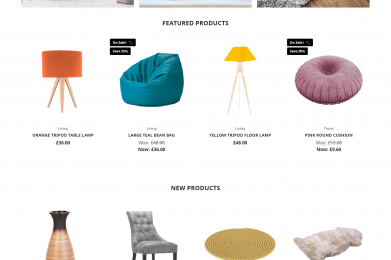 FEATURED PRODUCTS
On Sale!
Save 25%
On Sale!
Save 20%
Living
Living
Living
Tread
ORANGE TRIPOD TABLE LAMP
LARGE TEAL BEAN BAG
YELLOW TRIPOD FLOOR LAMP
PINK ROUND CUSHION
£36.00
Was: £48.00
£48.00
Was: £12.00
Now: £36.00
Now: £9.60
NEW PRODUCTS